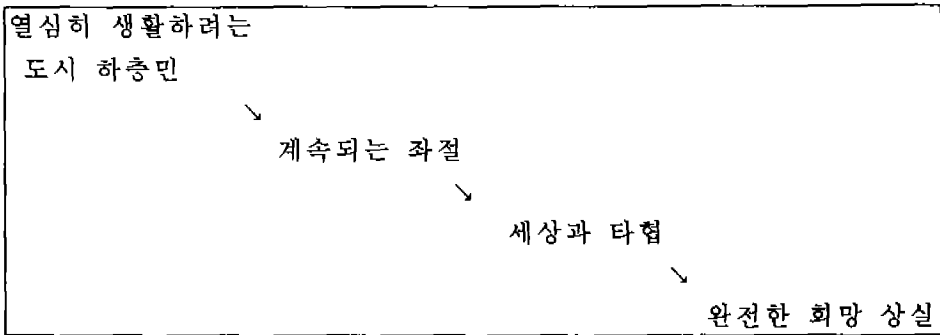 열심히 생활하려는
도시 하층민
↘
계속되는 좌절
↘
세상과 타협
↘
완전한 희망 상실